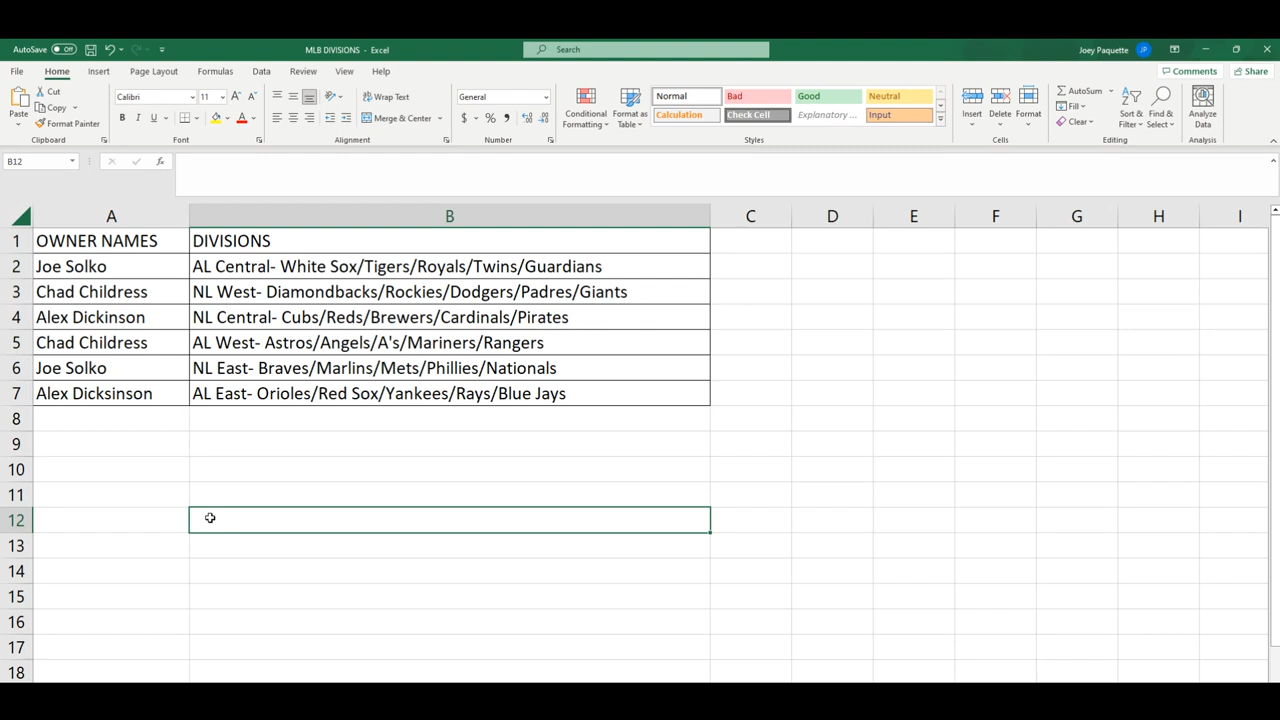 AutoSave Off MLB DIVISIONS - Excel Search Joey Paquette JP
File Home Insert Page Layout Formulas Data Review View Help Comments Share
Paste Cut Copy Format Painter Clipboard
Calibri 11 A A B I U A Font
Wrap Text Merge & Center Alignment
General $ % , Number
Conditional Formatting Format as Table
Normal Bad Good Neutral
Calculation Check Cell Explanatory ... Input
Styles
Insert Delete Format Cells
AutoSum Fill Clear Sort & Filter Find & Select Editing
Analyze Data Analysis
B12 fx
A B C D E F G H I
1 OWNER NAMES DIVISIONS
2 Joe Solko AL Central- White Sox/Tigers/Royals/Twins/Guardians
3 Chad Childress NL West- Diamondbacks/Rockies/Dodgers/Padres/Giants
4 Alex Dickinson NL Central- Cubs/Reds/Brewers/Cardinals/Pirates
5 Chad Childress AL West- Astros/Angels/A's/Mariners/Rangers
6 Joe Solko NL East- Braves/Marlins/Mets/Phillies/Nationals
7 Alex Dicksinson AL East- Orioles/Red Sox/Yankees/Rays/Blue Jays
8
9
10
11
12
13
14
15
16
17
18